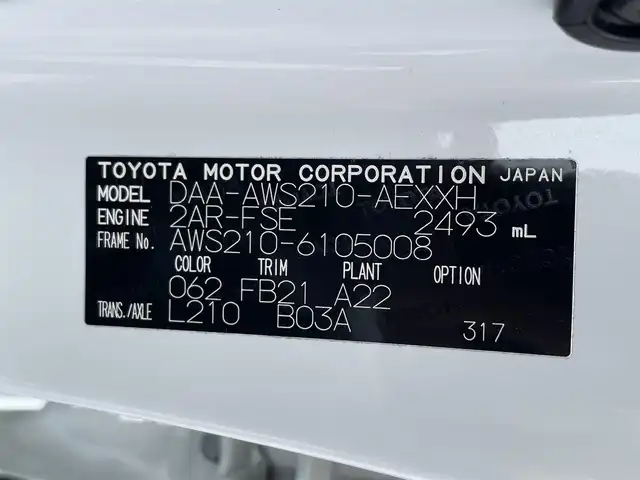 TOYOTA MOTOR CORPORATION JAPAN
MODEL DAA-AWS210-AEXXH
ENGINE 2AR-FSE 2493 mL
FRAME No. AWS210-6105008
COLOR TRIM PLANT OPTION
062 FB21 A22
TRANS./AXLE L210 B03A 317